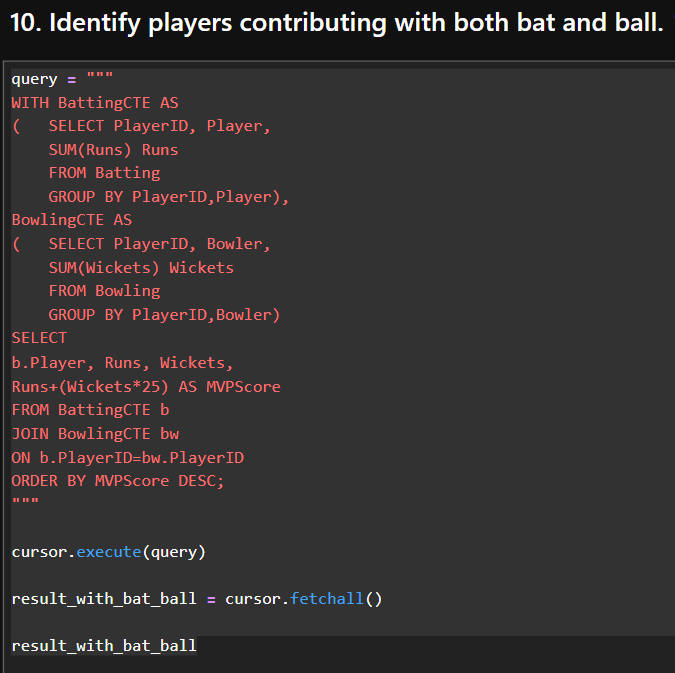 10. Identify players contributing with both bat and ball.
query = """
WITH BattingCTE AS
(   SELECT PlayerID, Player,
    SUM(Runs) Runs
    FROM Batting
    GROUP BY PlayerID,Player),
BowlingCTE AS
(   SELECT PlayerID, Bowler,
    SUM(Wickets) Wickets
    FROM Bowling
    GROUP BY PlayerID,Bowler)
SELECT
b.Player, Runs, Wickets,
Runs+(Wickets*25) AS MVPScore
FROM BattingCTE b
JOIN BowlingCTE bw
ON b.PlayerID=bw.PlayerID
ORDER BY MVPScore DESC;
"""
cursor.execute(query)
result_with_bat_ball = cursor.fetchall()
result_with_bat_ball